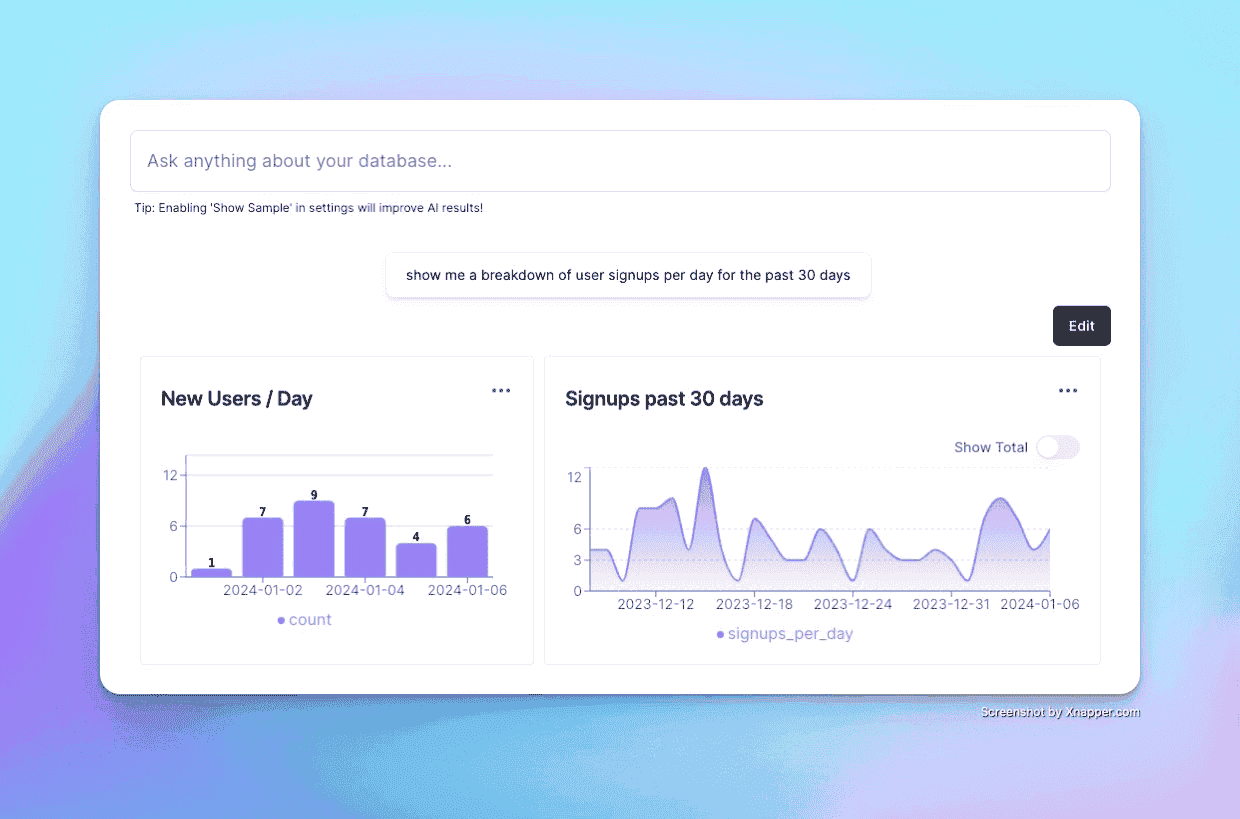 Ask anything about your database...
Tip: Enabling 'Show Sample' in settings will improve AI results!
show me a breakdown of user signups per day for the past 30 days
Edit
New Users / Day
12
6
0
1
7
9
7
4
6
2024-01-02 2024-01-04 2024-01-06
count
Signups past 30 days
Show Total
12
6
3
0
2023-12-12 2023-12-18 2023-12-24 2023-12-31 2024-01-06
signups_per_day
Screenshot by Xnapper.com